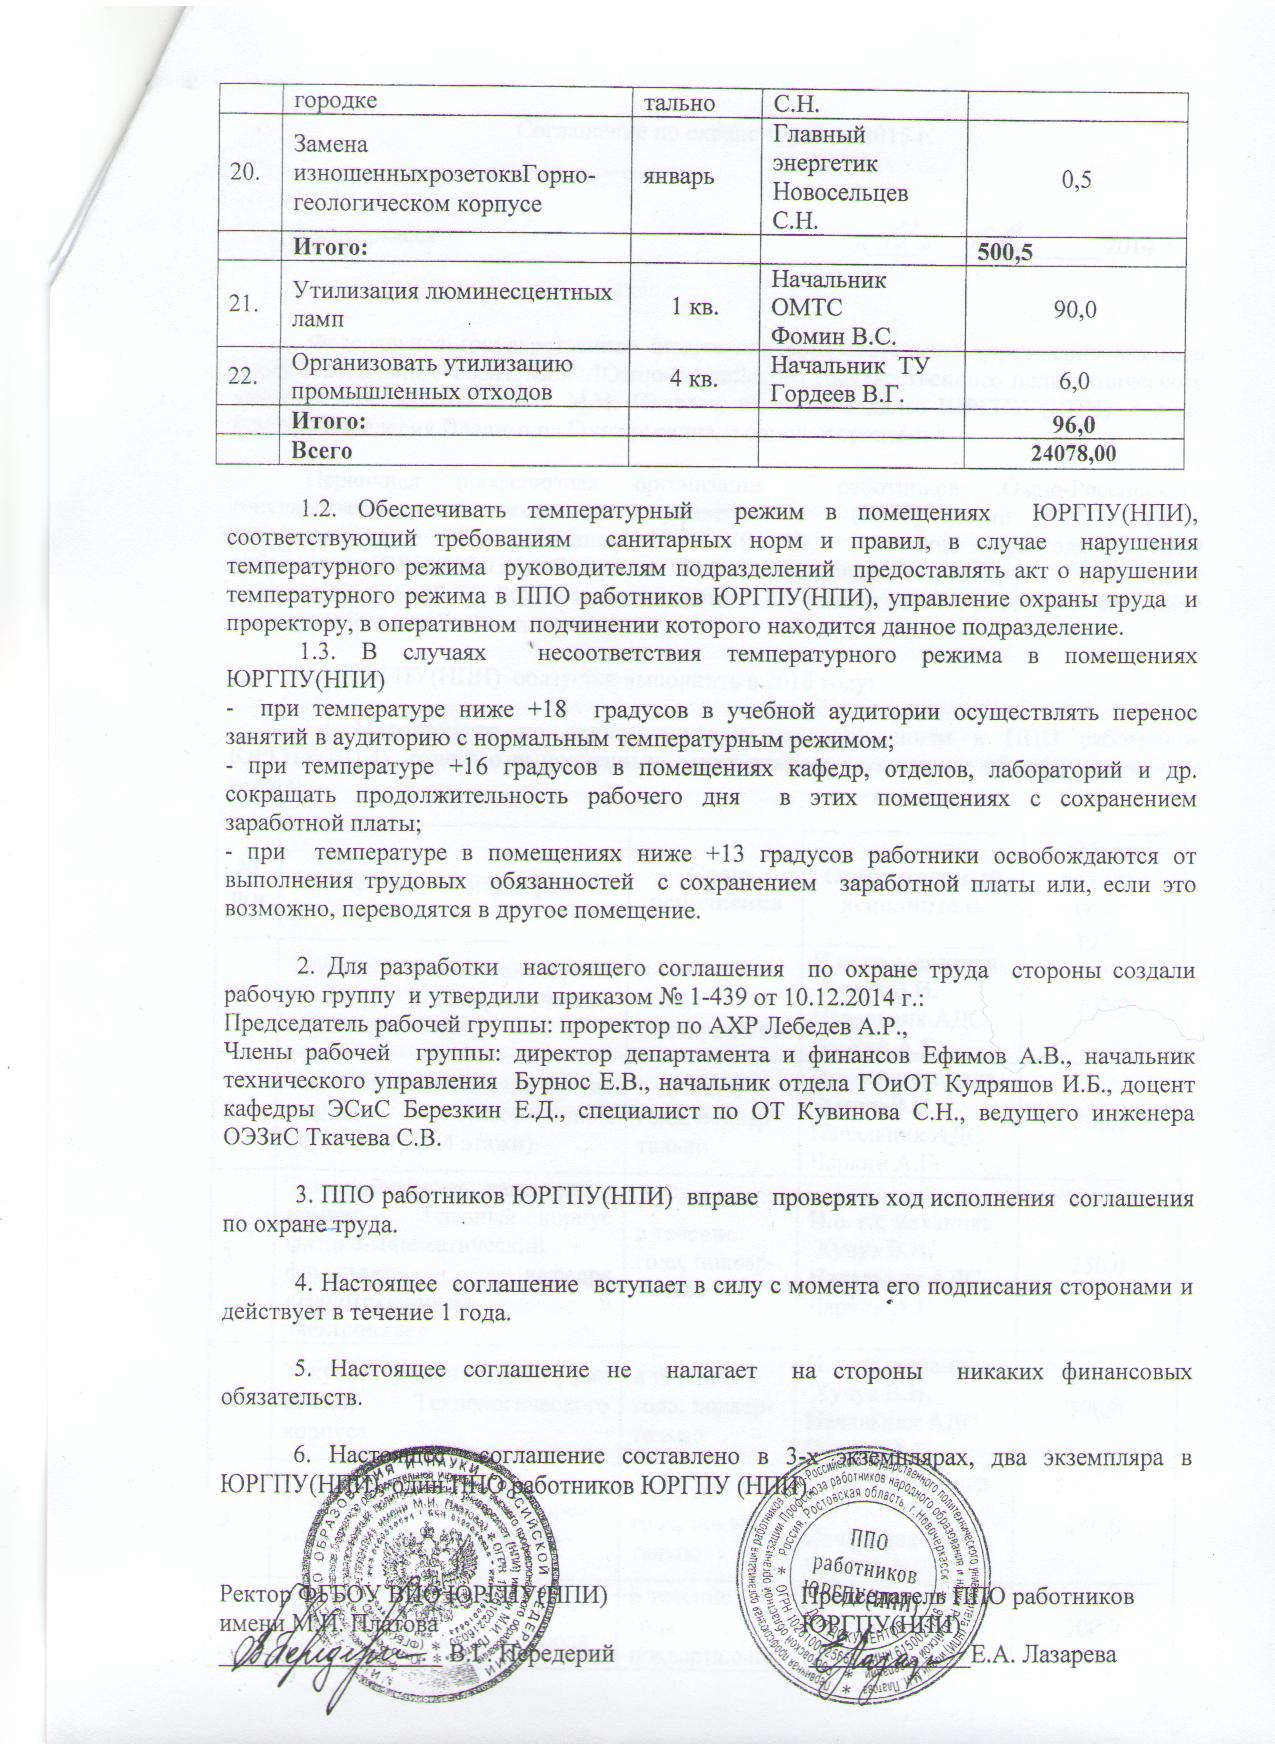 городке тально С.Н.
20. Замена изношенныхрозетоквГорно-геологическом корпусе январь Главный энергетик Новосельцев С.Н. 0,5
Итого: 500,5
21. Утилизация люминесцентных ламп 1 кв. Начальник ОМТС Фомин В.С. 90,0
22. Организовать утилизацию промышленных отходов 4 кв. Начальник ТУ Гордеев В.Г. 6,0
Итого: 96,0
Всего 24078,00
1.2. Обеспечивать температурный режим в помещениях ЮРГПУ(НПИ),
соответствующий требованиям санитарных норм и правил, в случае нарушения
температурного режима руководителям подразделений предоставлять акт о нарушении
температурного режима в ППО работников ЮРГПУ(НПИ), управление охраны труда и
проректору, в оперативном подчинении которого находится данное подразделение.
1.3. В случаях несоответствия температурного режима в помещениях
ЮРГПУ(НПИ)
- при температуре ниже +18 градусов в учебной аудитории осуществлять перенос
занятий в аудиторию с нормальным температурным режимом;
- при температуре +16 градусов в помещениях кафедр, отделов, лабораторий и др.
сокращать продолжительность рабочего дня в этих помещениях с сохранением
заработной платы;
- при температуре в помещениях ниже +13 градусов работники освобождаются от
выполнения трудовых обязанностей с сохранением заработной платы или, если это
возможно, переводятся в другое помещение.
2. Для разработки настоящего соглашения по охране труда стороны создали
рабочую группу и утвердили приказом № 1-439 от 10.12.2014 г.:
Председатель рабочей группы: проректор по АХР Лебедев А.Р.,
Члены рабочей группы: директор департамента и финансов Ефимов А.В., начальник
технического управления Бурнос Е.В., начальник отдела ГОиОТ Кудряшов И.Б., доцент
кафедры ЭСиС Березкин Е.Д., специалист по ОТ Кувинова С.Н., ведущего инженера
ОЭЗиС Ткачева С.В.
3. ППО работников ЮРГПУ(НПИ) вправе проверять ход исполнения соглашения
по охране труда.
4. Настоящее соглашение вступает в силу с момента его подписания сторонами и
действует в течение 1 года.
5. Настоящее соглашение не налагает на стороны никаких финансовых
обязательств.
6. Настоящее соглашение составлено в 3-х экземплярах, два экземпляра в
ЮРГПУ(НПИ), один ППО работников ЮРГПУ (НПИ).
Ректор ФГБОУ ВПО ЮРГПУ(НПИ)
имени М.И. Платова
В.Г. Передерий
Председатель ППО работников
ЮРГПУ(НПИ)
Е.А. Лазарева
ППО
работников
ЮРГПУ(НПИ)